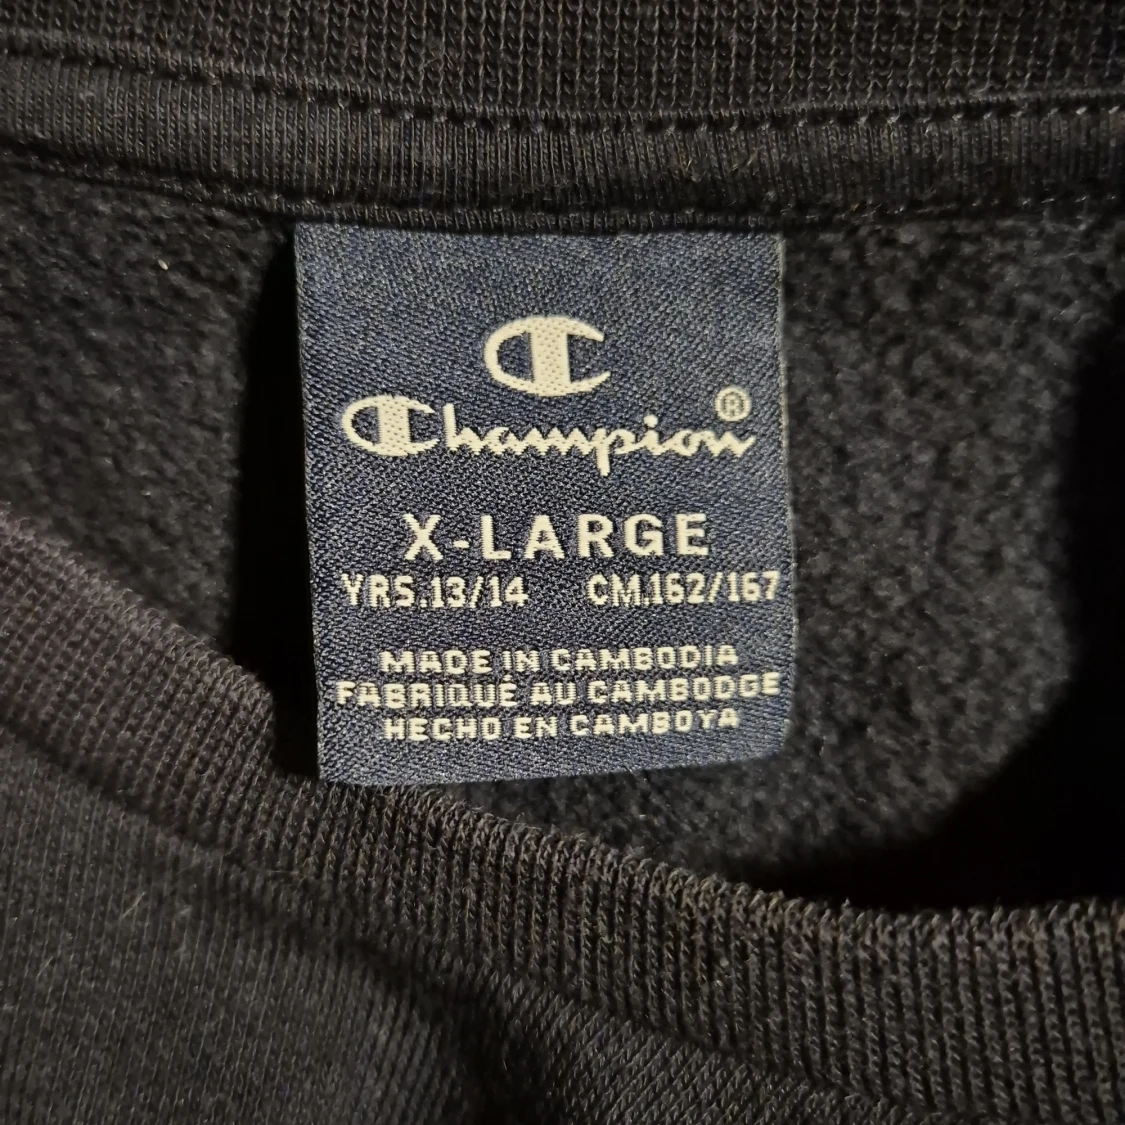 C
Champion®
X-LARGE
YRS.13/14 CM.162/167
MADE IN CAMBODIA
FABRIQUÉ AU CAMBODGE
HECHO EN CAMBOYA